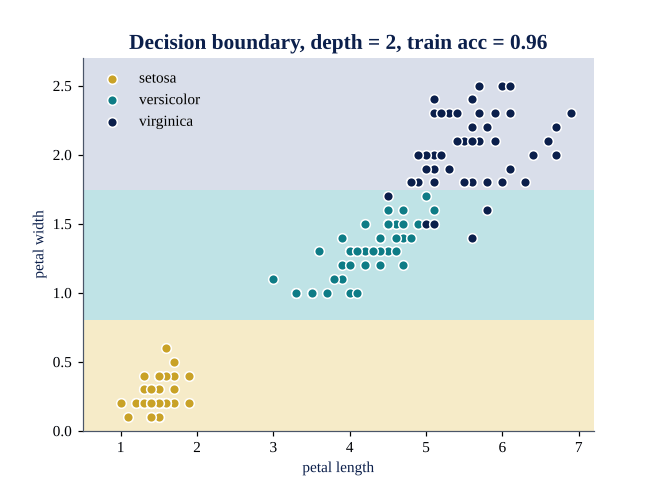 Decision boundary, depth = 2, train acc = 0.96
setosa
versicolor
virginica
petal width
2.5
2.0
1.5
1.0
0.5
0.0
1 2 3 4 5 6 7
petal length